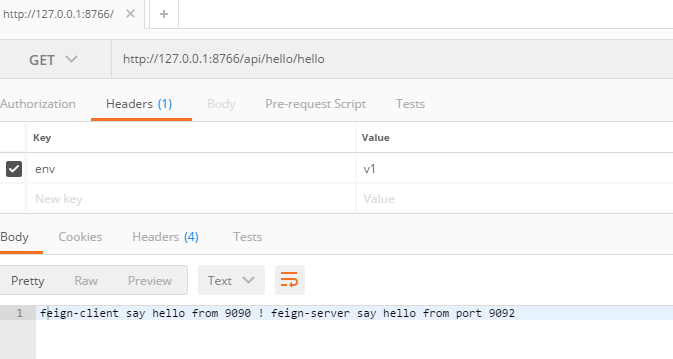 http://127.0.0.1:8766/
GET http://127.0.0.1:8766/api/hello/hello
Authorization Headers (1) Body Pre-request Script Tests
Key Value
env v1
New key Value
Body Cookies Headers (4) Tests
Pretty Raw Preview Text
1 feign-client say hello from 9090 ! feign-server say hello from port 9092